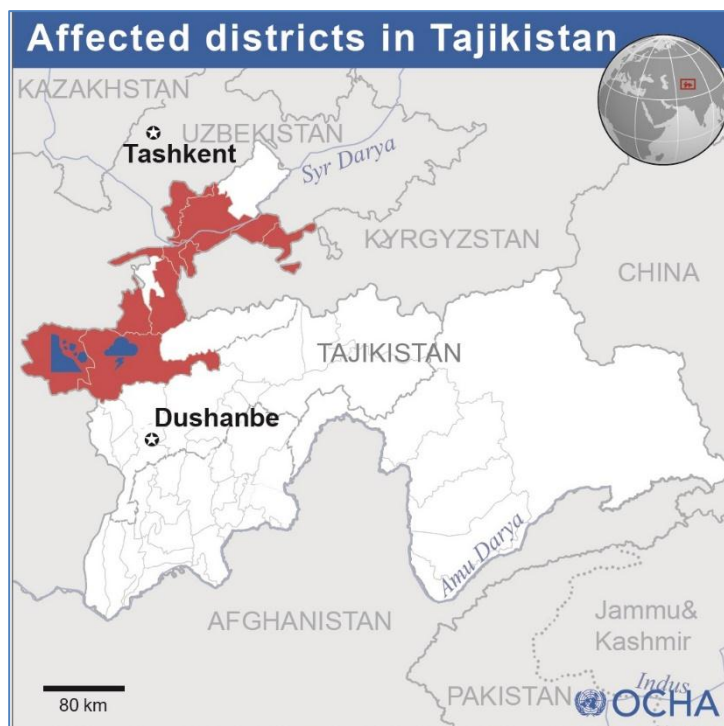 Affected districts in Tajikistan
KAZAKHSTAN
UZBEKISTAN
Tashkent
Syr Darya
KYRGYZSTAN
CHINA
TAJIKISTAN
Dushanbe
Amu Darya
AFGHANISTAN
Jammu&
Kashmir
Indus
PAKISTAN
80 km
OCHA